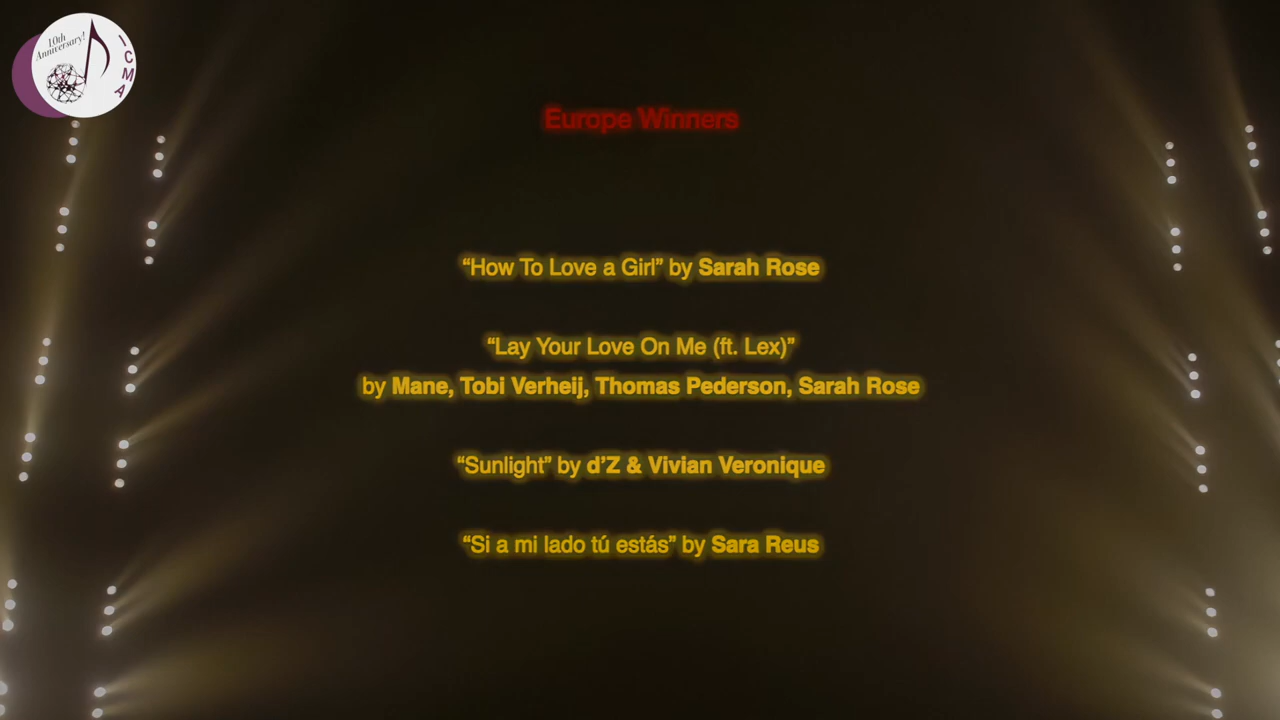 10th
Anniversary!
ICMA
Europe Winners
“How To Love a Girl” by Sarah Rose
“Lay Your Love On Me (ft. Lex)”
by Mane, Tobi Verheij, Thomas Pederson, Sarah Rose
“Sunlight” by d’Z & Vivian Veronique
“Si a mi lado tú estás” by Sara Reus